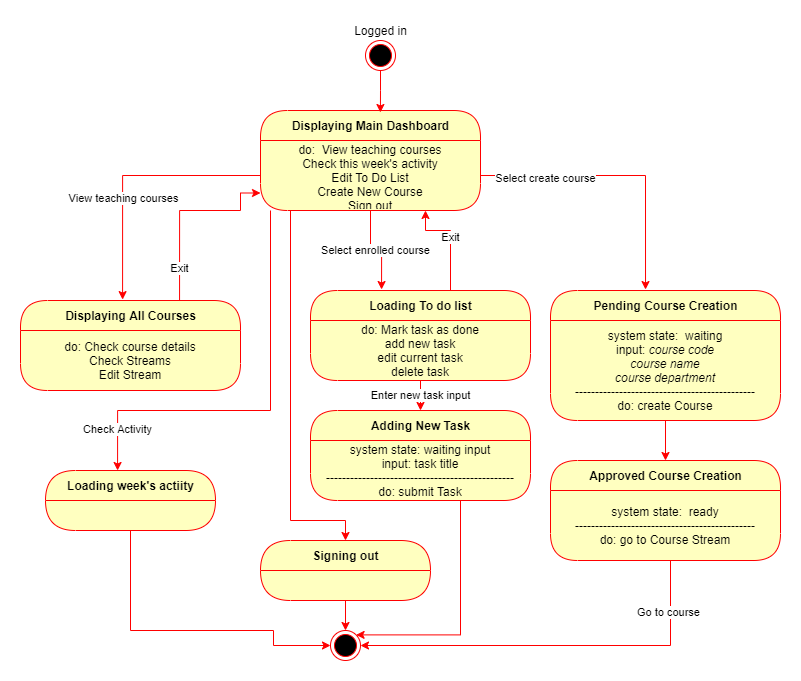 Logged in
Displaying Main Dashboard
do: View teaching courses
Check this week's activity
Edit To Do List
Create New Course
Sign out
View teaching courses
Select create course
Exit
Select enrolled course
Exit
Displaying All Courses
do: Check course details
Check Streams
Edit Stream
Loading To do list
do: Mark task as done
add new task
edit current task
delete task
Pending Course Creation
system state: waiting
input: course code
course name
course department
---------------------------------------------
do: create Course
Enter new task input
Check Activity
Adding New Task
system state: waiting input
input: task title
-----------------------------------------------
do: submit Task
Approved Course Creation
system state: ready
---------------------------------------------
do: go to Course Stream
Loading week's actiity
Signing out
Go to course